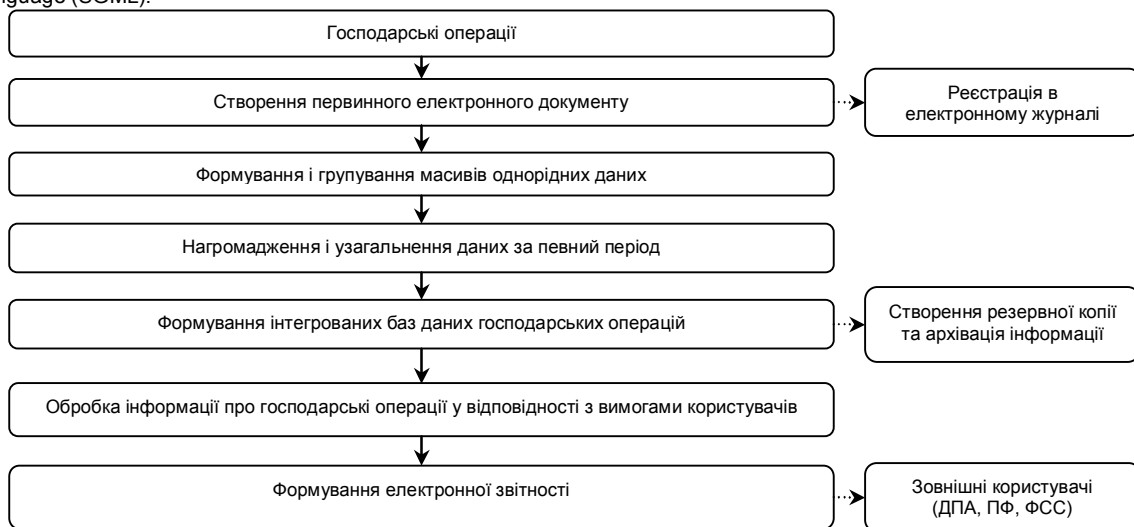 nguage (SGML).
Господарські операції
Створення первинного електронного документу
Реєстрація в
електронному журналі
Формування і групування масивів однорідних даних
Нагромадження і узагальнення даних за певний період
Формування інтегрованих баз даних господарських операцій
Створення резервної копії
та архівація інформації
Обробка інформації про господарські операції у відповідності з вимогами користувачів
Формування електронної звітності
Зовнішні користувачі
(ДПА, ПФ, ФСС)